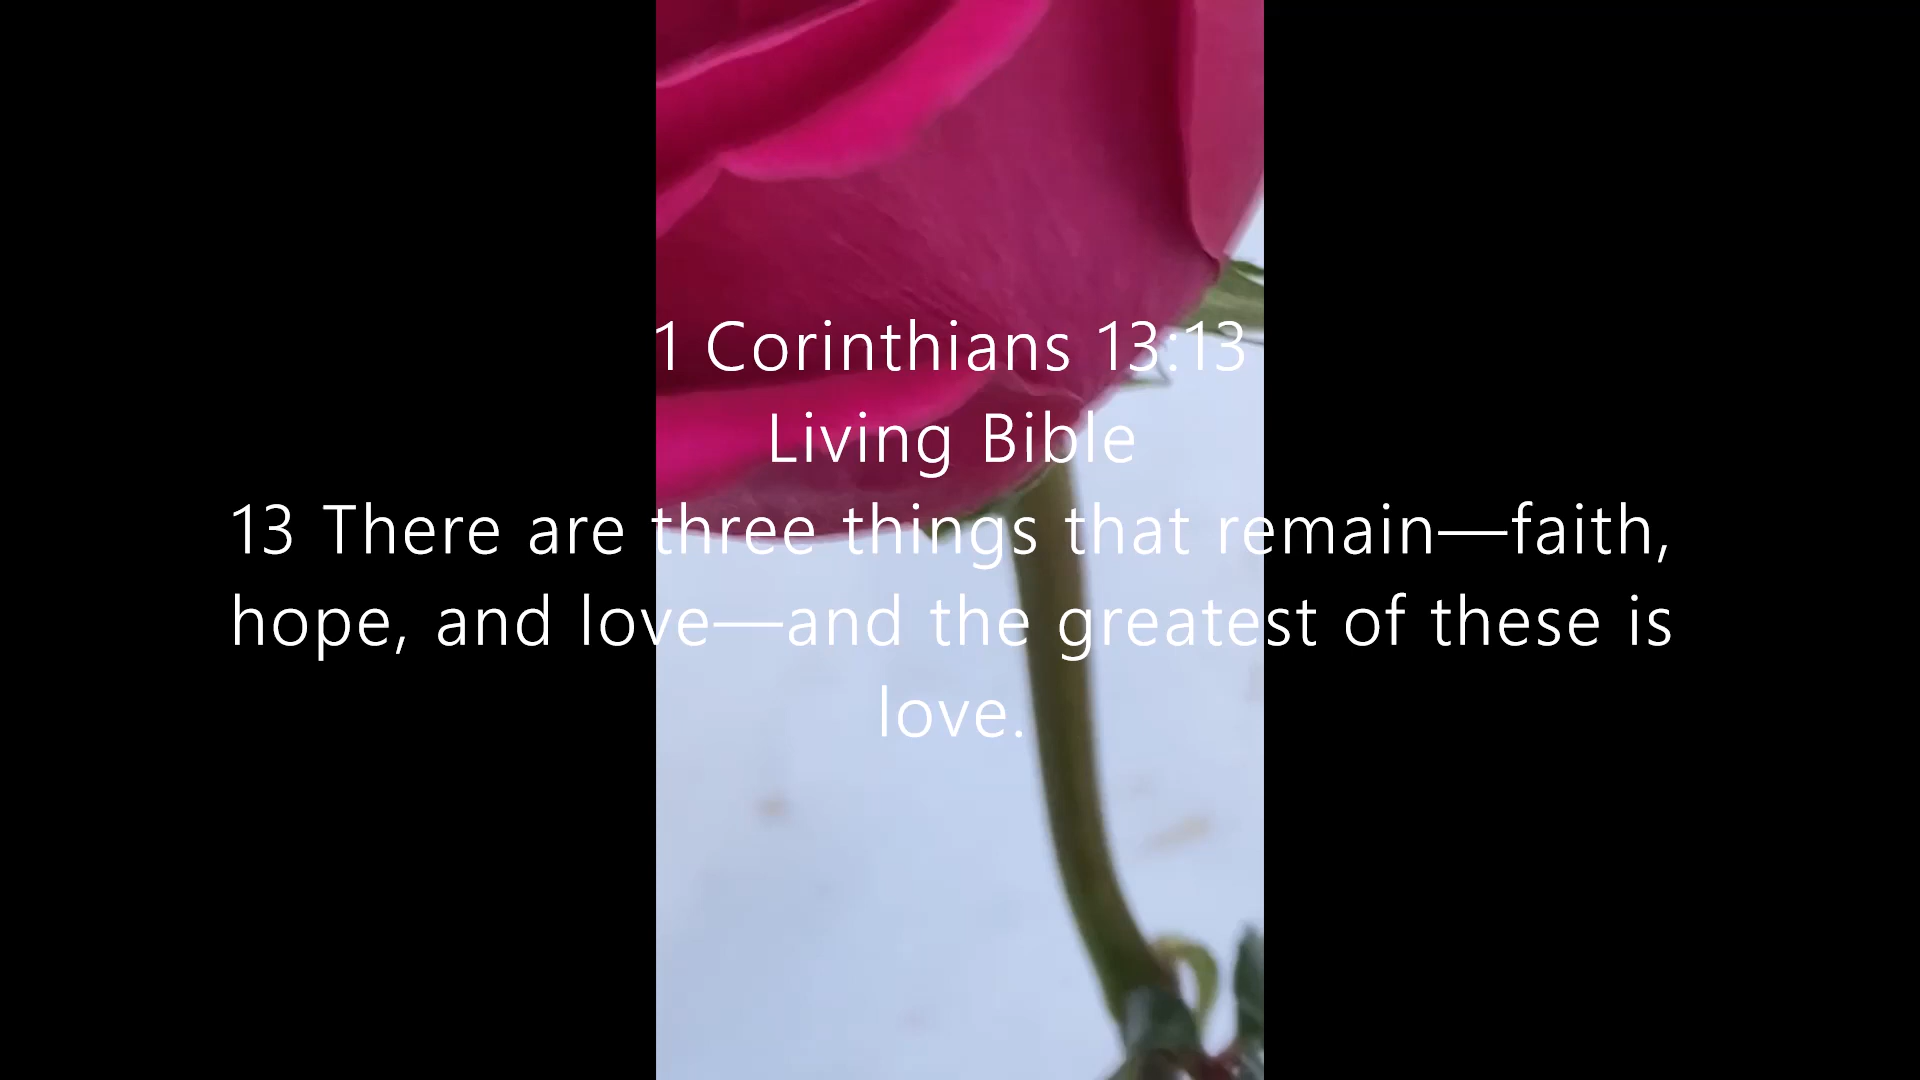 1 Corinthians 13:13
Living Bible
13 There are three things that remain—faith,
hope, and love—and the greatest of these is
love.